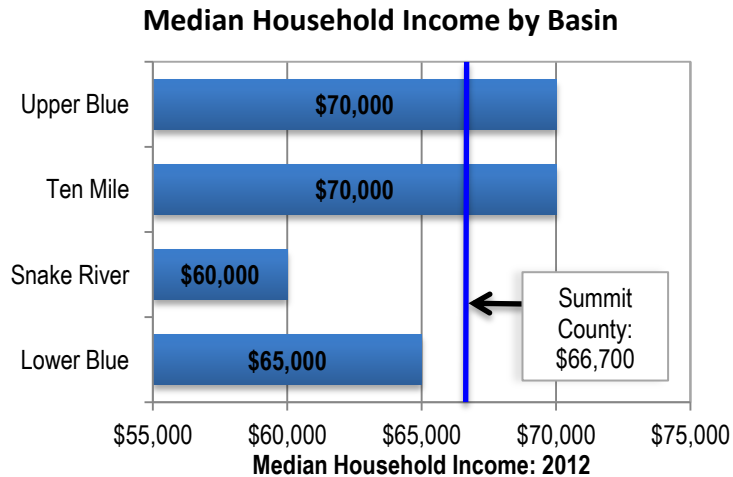 Median Household Income by Basin
Upper Blue
$70,000
Ten Mile
$70,000
Snake River
$60,000
Lower Blue
$65,000
Summit
County:
$66,700
$55,000 $60,000 $65,000 $70,000 $75,000
Median Household Income: 2012